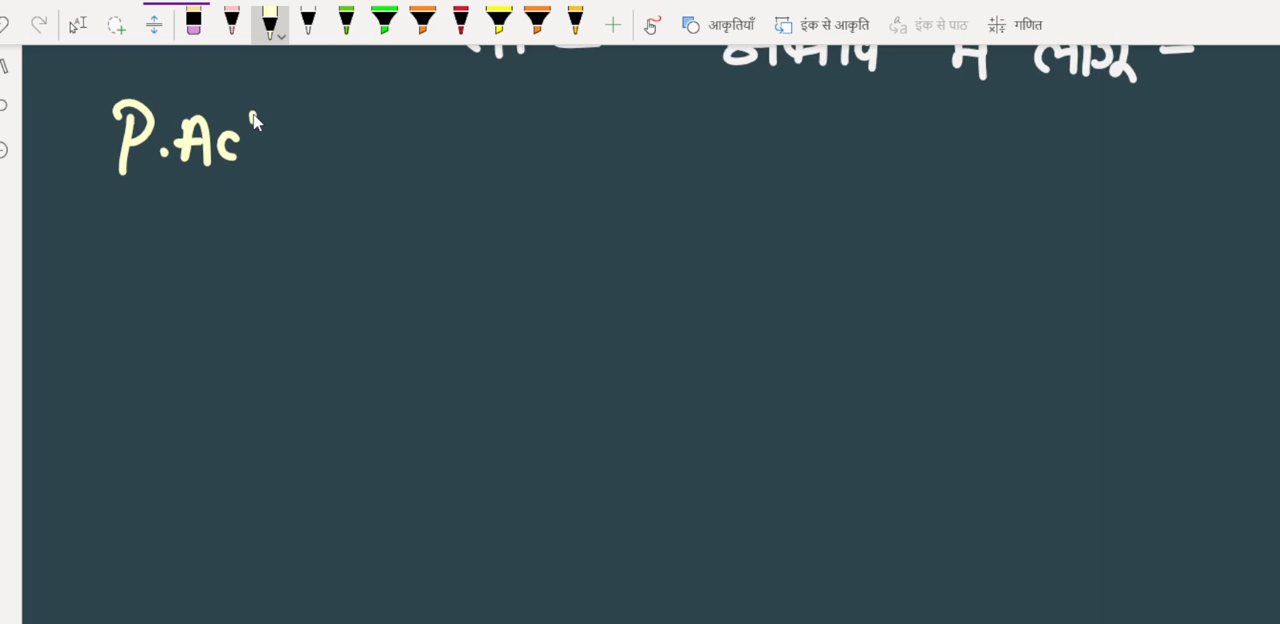 आकृतियाँ इंक से आकृति इंक से पाठ गणित
में लागू =
P.Ac